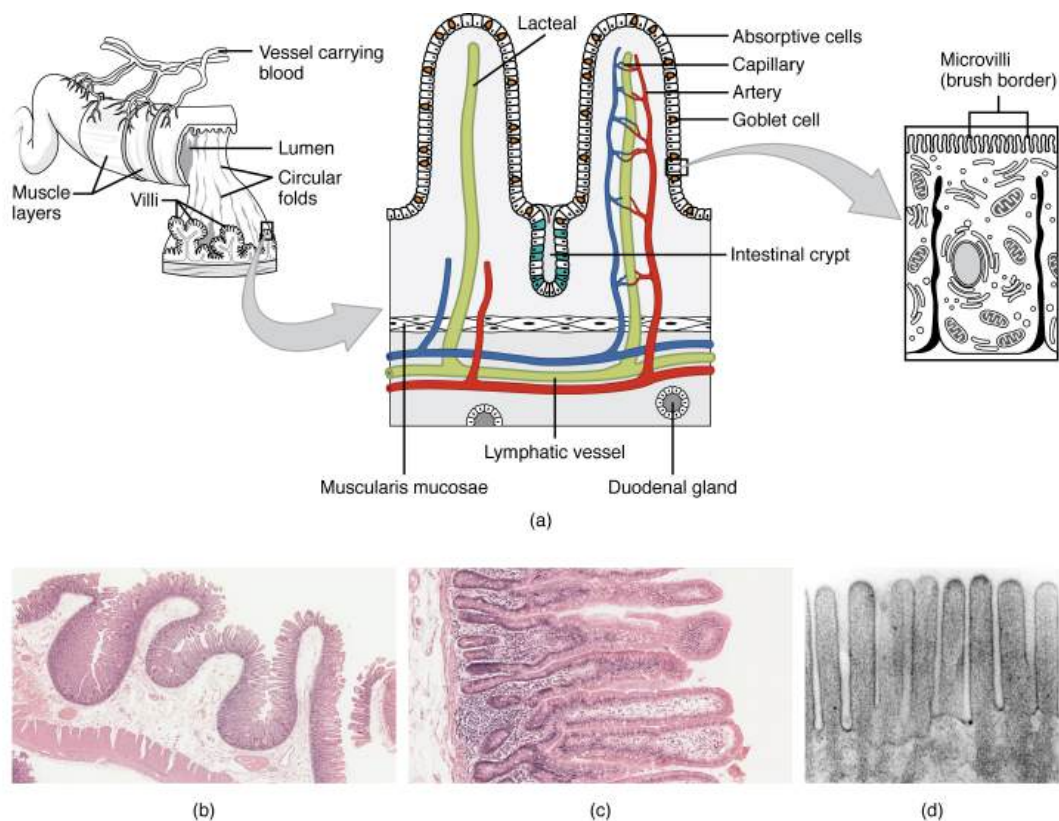 Vessel carrying
blood
Lumen
Circular
folds
Muscle
layers
Villi
Lacteal
Absorptive cells
Capillary
Artery
Goblet cell
Intestinal crypt
Lymphatic vessel
Muscularis mucosae
Duodenal gland
Microvilli
(brush border)
(a)
(b)
(c)
(d)